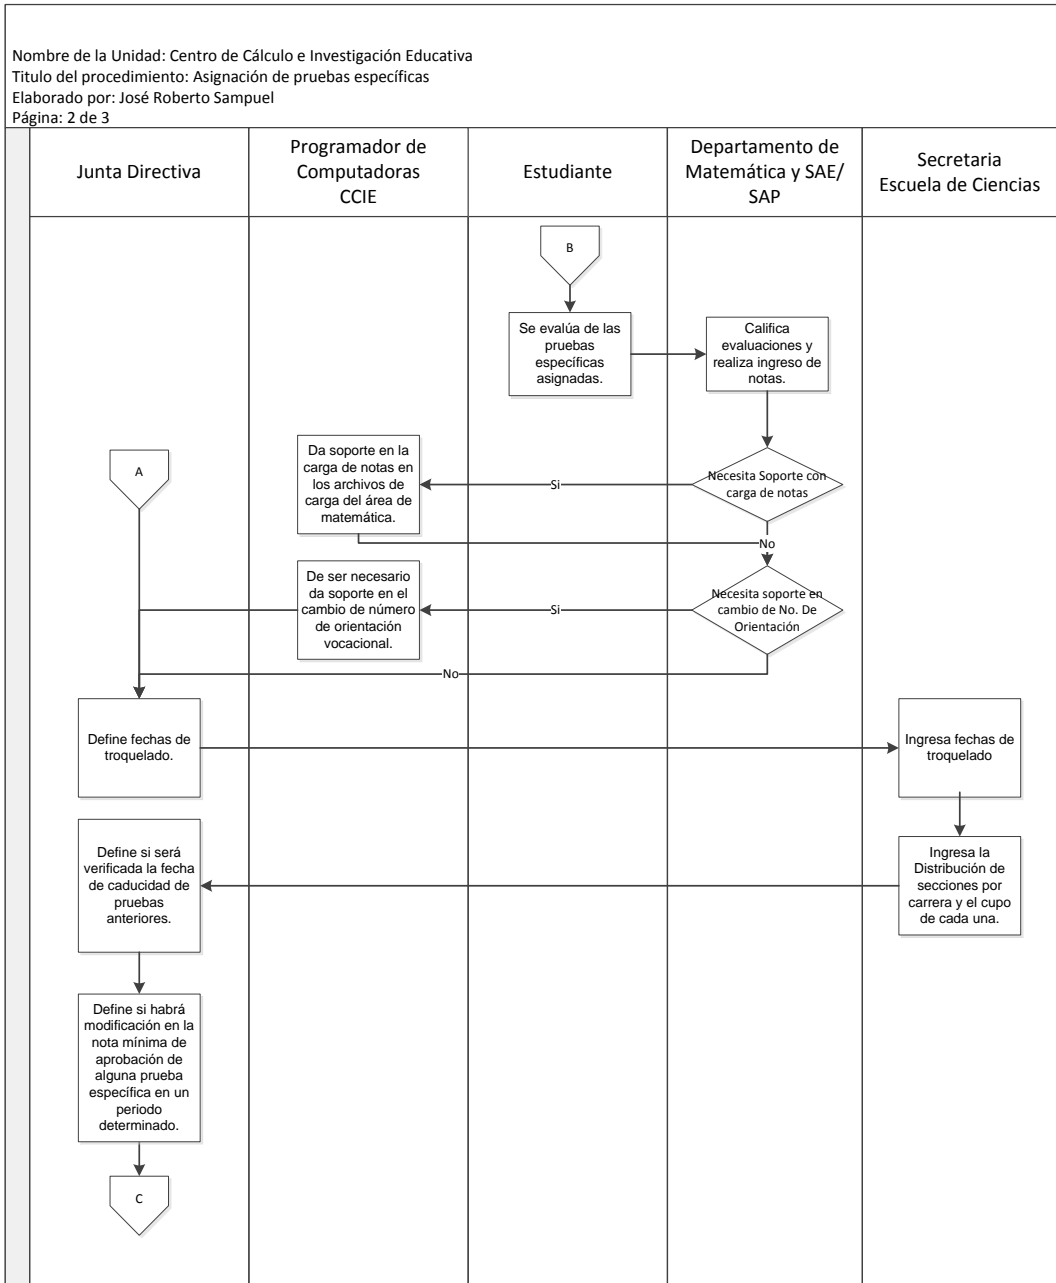 Nombre de la Unidad: Centro de Cálculo e Investigación Educativa
Titulo del procedimiento: Asignación de pruebas específicas
Elaborado por: José Roberto Sampuel
Página: 2 de 3
Junta Directiva
Programador de
Computadoras
CCIE
Estudiante
Departamento de
Matemática y SAE/
SAP
Secretaria
Escuela de Ciencias
B
Se evalúa de las
pruebas
específicas
asignadas.
Califica
evaluaciones y
realiza ingreso de
notas.
A
Da soporte en la
carga de notas en
los archivos de
carga del área de
matemática.
Si
Necesita Soporte con
carga de notas
No
De ser necesario
da soporte en el
cambio de número
de orientación
vocacional.
Si
Necesita soporte en
cambio de No. De
Orientación
No
Define fechas de
troquelado.
Ingresa fechas de
troquelado
Define si será
verificada la fecha
de caducidad de
pruebas
anteriores.
Ingresa la
Distribución de
secciones por
carrera y el cupo
de cada una.
Define si habrá
modificación en la
nota mínima de
aprobación de
alguna prueba
específica en un
periodo
determinado.
C